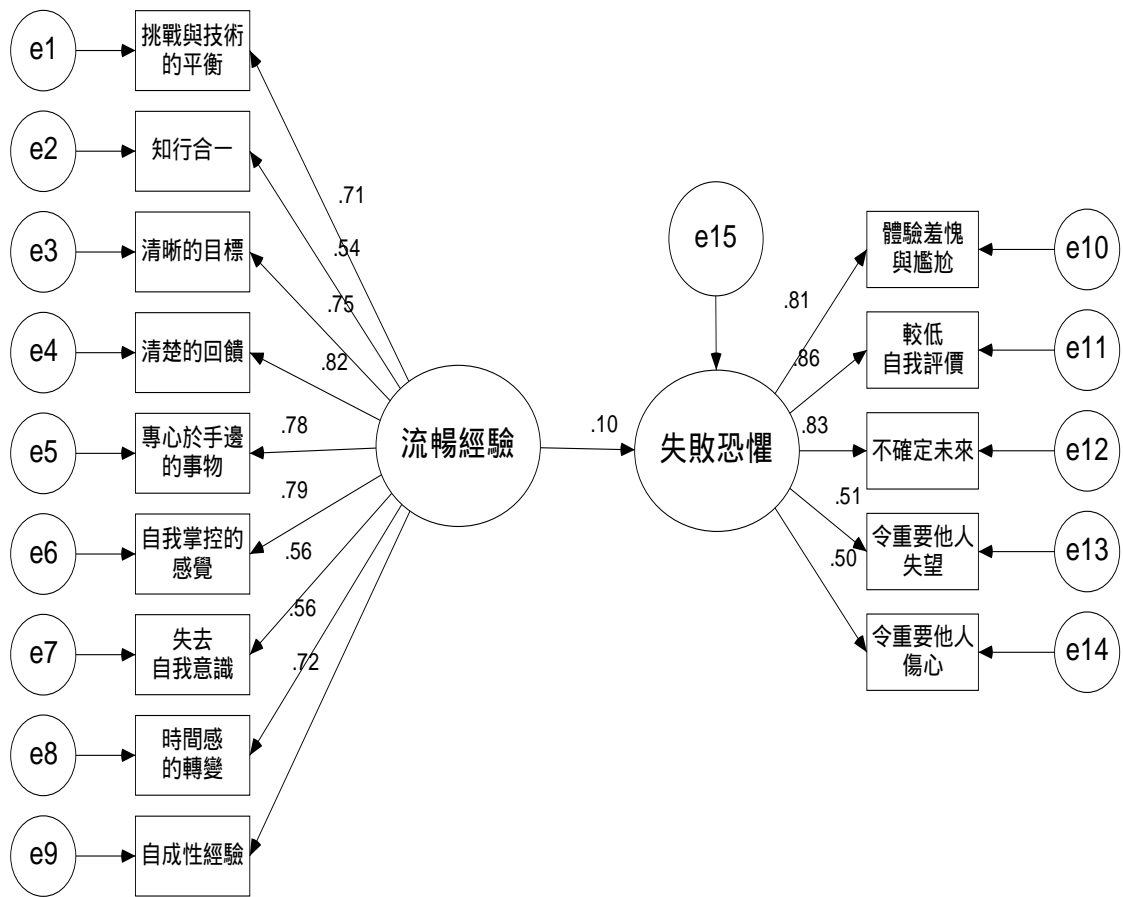 e1
挑戰與技術
的平衡
e2
知行合一
e3
清晰的目標
e4
清楚的回饋
e5
專心於手邊
的事物
e6
自我掌控的
感覺
e7
失去
自我意識
e8
時間感
的轉變
e9
自成性經驗
.71
.54
.75
.82
.78
.79
.56
.56
.72
流暢經驗
.10
e15
失敗恐懼
.81
.86
.83
.51
.50
體驗羞愧
與尷尬
e10
較低
自我評價
e11
不確定未來
e12
令重要他人
失望
e13
令重要他人
傷心
e14